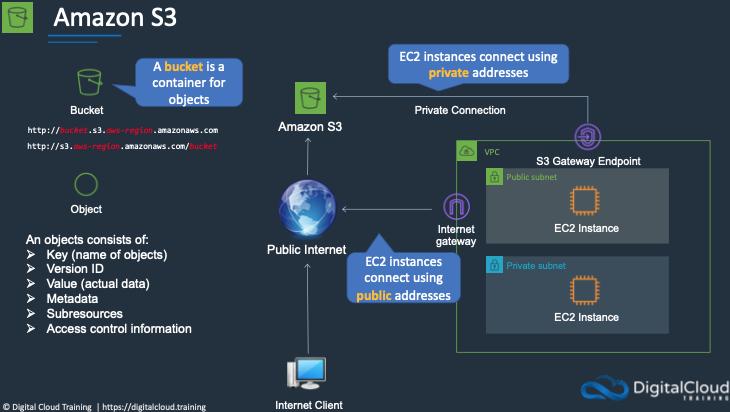 Amazon S3
A bucket is a
container for
objects
Bucket
http://bucket.s3.aws-region.amazonaws.com
http://s3.aws-region.amazonaws.com/bucket
Object
An objects consists of:
➢ Key (name of objects)
➢ Version ID
➢ Value (actual data)
➢ Metadata
➢ Subresources
➢ Access control information
EC2 instances connect using
private addresses
Amazon S3
Private Connection
S3 Gateway Endpoint
VPC
Public subnet
EC2 Instance
Internet
gateway
Public Internet
EC2 instances
connect using
public addresses
Private subnet
EC2 Instance
Internet Client
© Digital Cloud Training | https://digitalcloud.training
DigitalCloud
TRAINING